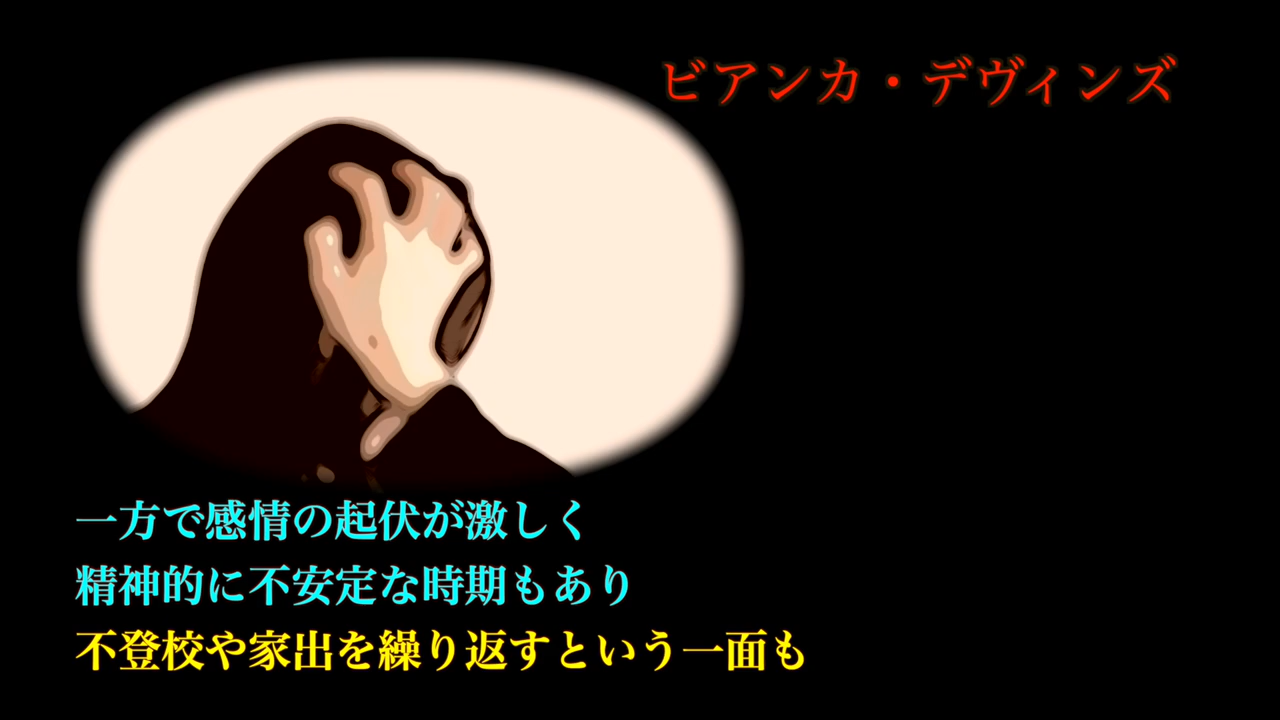 ビアンカ・デヴィンズ
一方で感情の起伏が激しく
精神的に不安定な時期もあり
不登校や家出を繰り返すという一面も